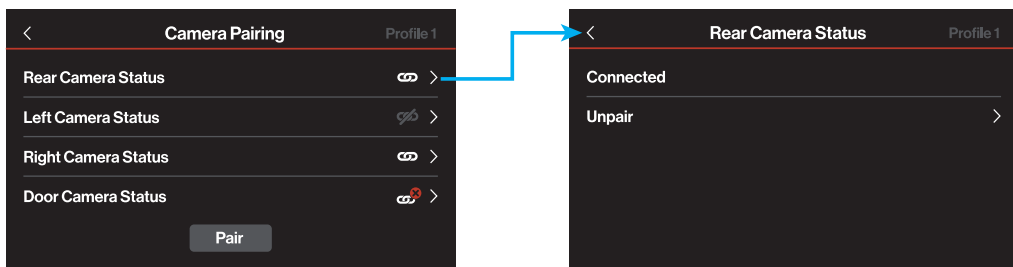 Camera Pairing
Profile 1
Rear Camera Status
Left Camera Status
Right Camera Status
Door Camera Status
Pair
Rear Camera Status
Profile 1
Connected
Unpair